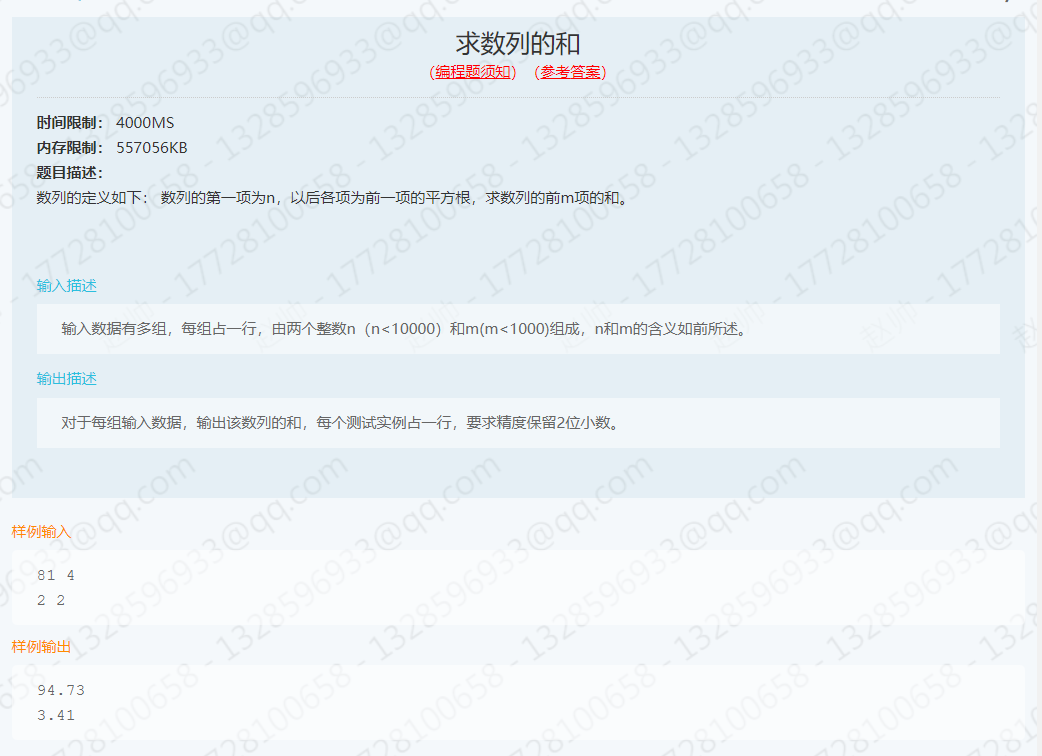 求数列的和
（编程题须知）（参考答案）
时间限制： 4000MS
内存限制： 557056KB
题目描述：
数列的定义如下： 数列的第一项为n，以后各项为前一项的平方根，求数列的前m项的和。
输入描述
输入数据有多组，每组占一行，由两个整数n（n<10000）和m(m<1000)组成，n和m的含义如前所述。
输出描述
对于每组输入数据，输出该数列的和，每个测试实例占一行，要求精度保留2位小数。
样例输入
81 4
2 2
样例输出
94.73
3.41